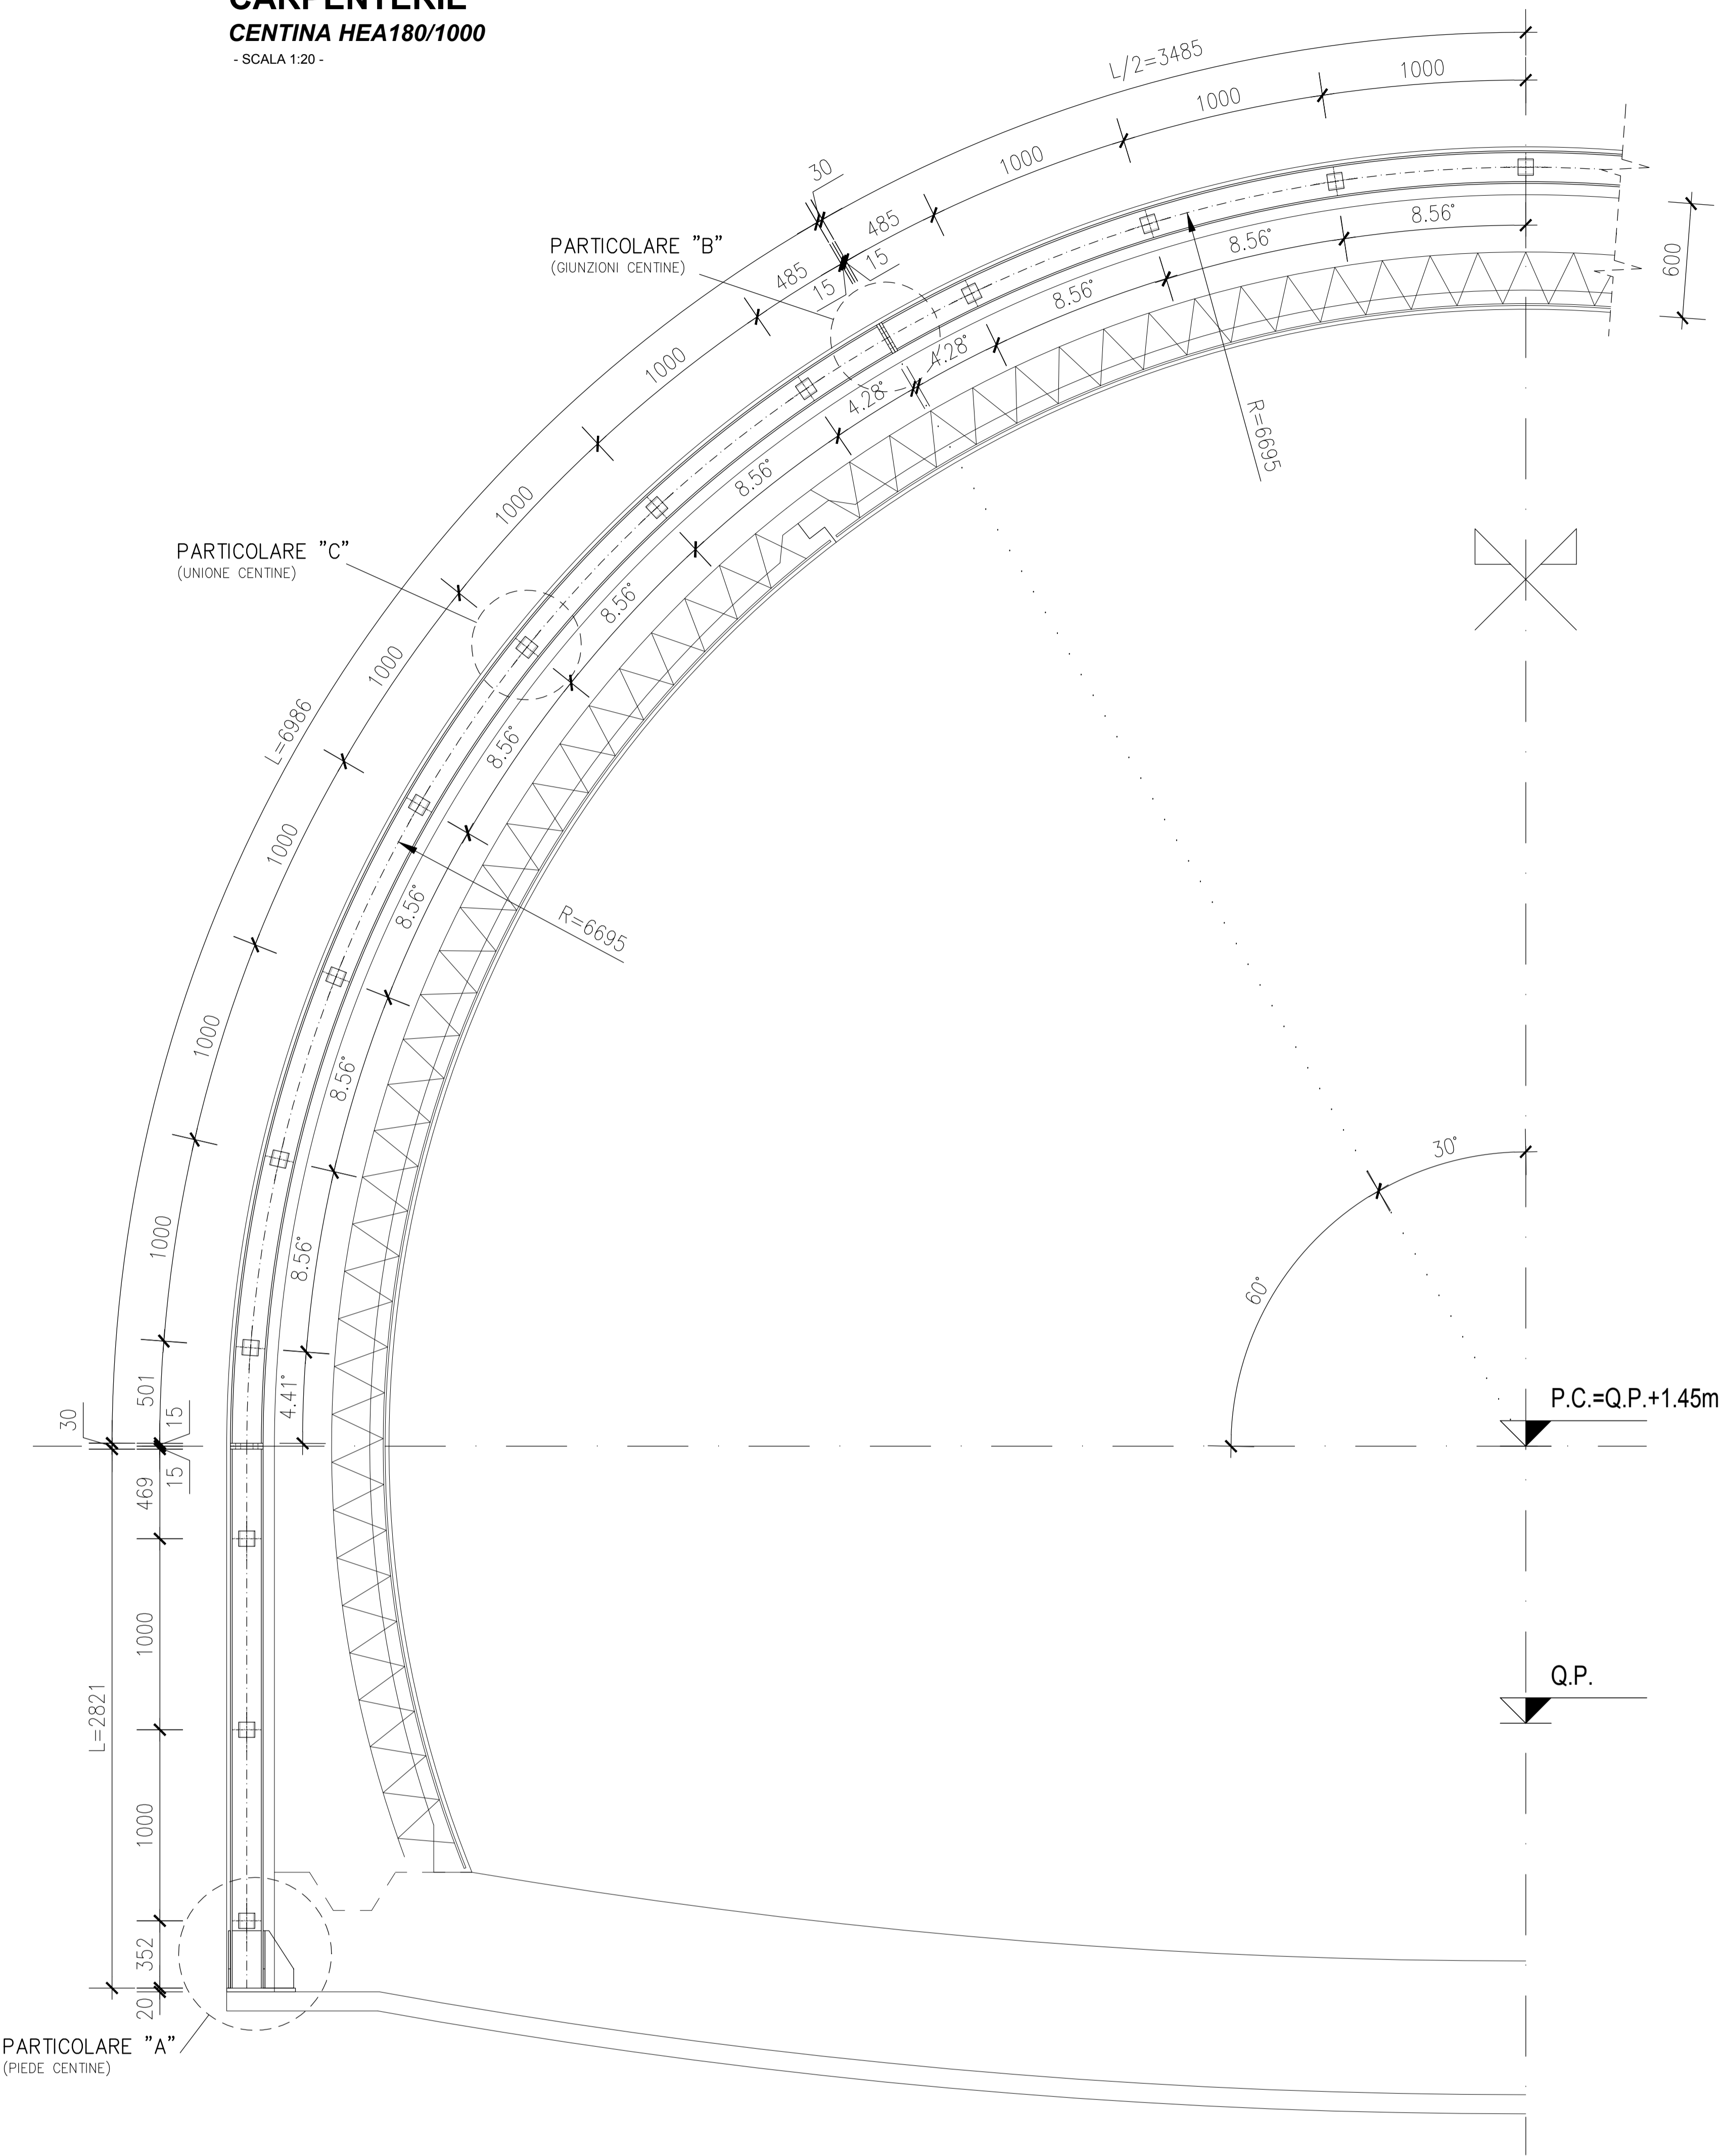 CARPENTERIE
CENTINA HEA180/1000
- SCALA 1:20 -
L/2=3485
1000
1000
1000
485
30
15
15
485
PARTICOLARE "B"
(GIUNZIONI CENTINE)
8.56°
8.56°
8.56°
4.28°
4.28°
600
R=6695
1000
1000
1000
1000
1000
1000
1000
L=6986
PARTICOLARE "C"
(UNIONE CENTINE)
8.56°
8.56°
8.56°
8.56°
8.56°
8.56°
4.41°
R=6695
30°
60°
P.C.=Q.P.+1.45m
Q.P.
501
30
15
15
469
1000
1000
L=2821
352
20
PARTICOLARE "A"
(PIEDE CENTINE)